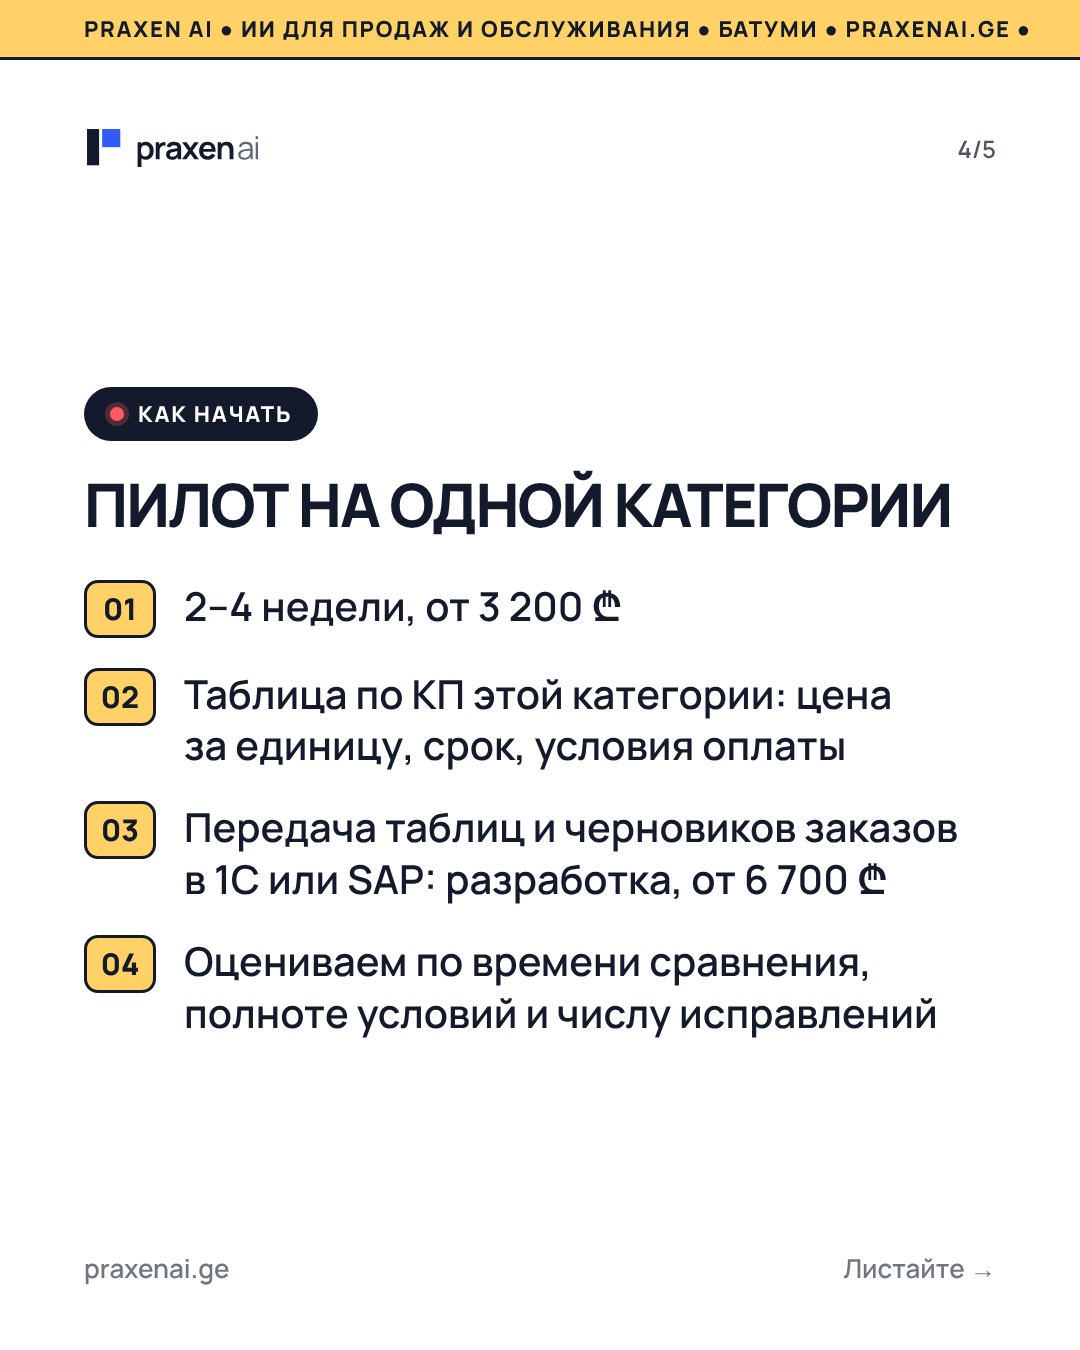 PRAXEN AI ● ИИ ДЛЯ ПРОДАЖ И ОБСЛУЖИВАНИЯ ● БАТУМИ ● PRAXENAI.GE ●
praxen ai
4/5
КАК НАЧАТЬ
ПИЛОТ НА ОДНОЙ КАТЕГОРИИ
01 2–4 недели, от 3 200 ₾
02 Таблица по КП этой категории: цена
за единицу, срок, условия оплаты
03 Передача таблиц и черновиков заказов
в 1С или SAP: разработка, от 6 700 ₾
04 Оцениваем по времени сравнения,
полноте условий и числу исправлений
praxenai.ge
Листайте →